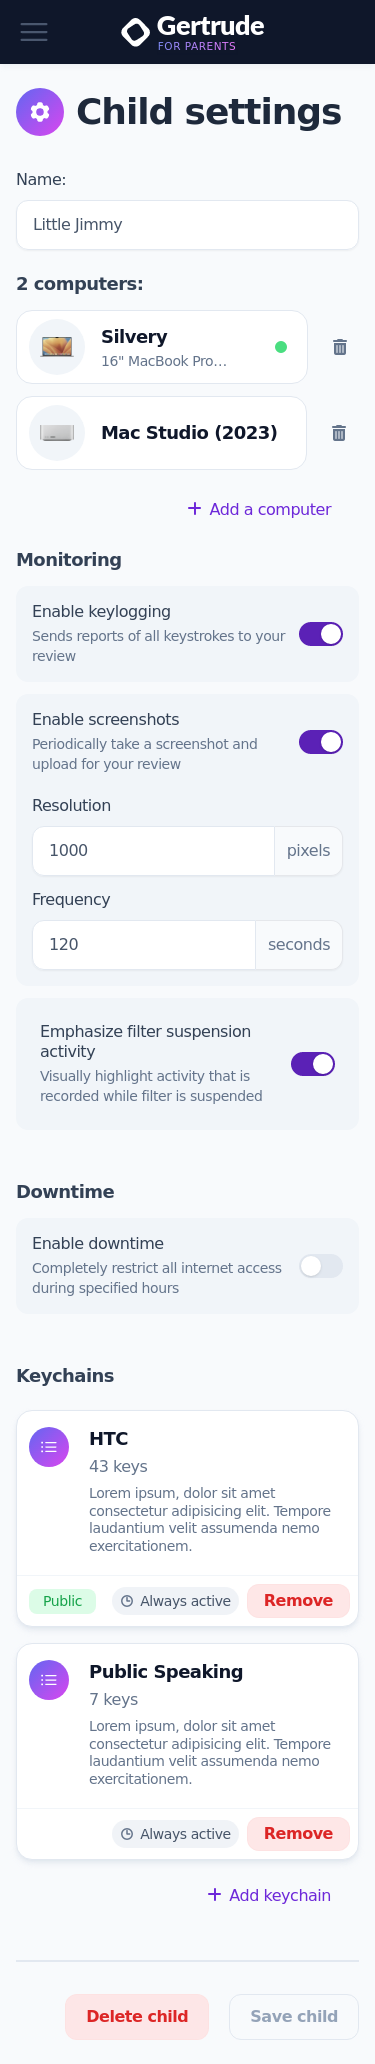 Gertrude
FOR PARENTS
Child settings
Name:
Little Jimmy
2 computers:
Silvery
16" MacBook Pro…
Mac Studio (2023)
+ Add a computer
Monitoring
Enable keylogging
Sends reports of all keystrokes to your
review
Enable screenshots
Periodically take a screenshot and
upload for your review
Resolution
1000 pixels
Frequency
120 seconds
Emphasize filter suspension
activity
Visually highlight activity that is
recorded while filter is suspended
Downtime
Enable downtime
Completely restrict all internet access
during specified hours
Keychains
HTC
43 keys
Lorem ipsum, dolor sit amet
consectetur adipisicing elit. Tempore
laudantium velit assumenda nemo
exercitationem.
Public Always active Remove
Public Speaking
7 keys
Lorem ipsum, dolor sit amet
consectetur adipisicing elit. Tempore
laudantium velit assumenda nemo
exercitationem.
Always active Remove
+ Add keychain
Delete child Save child